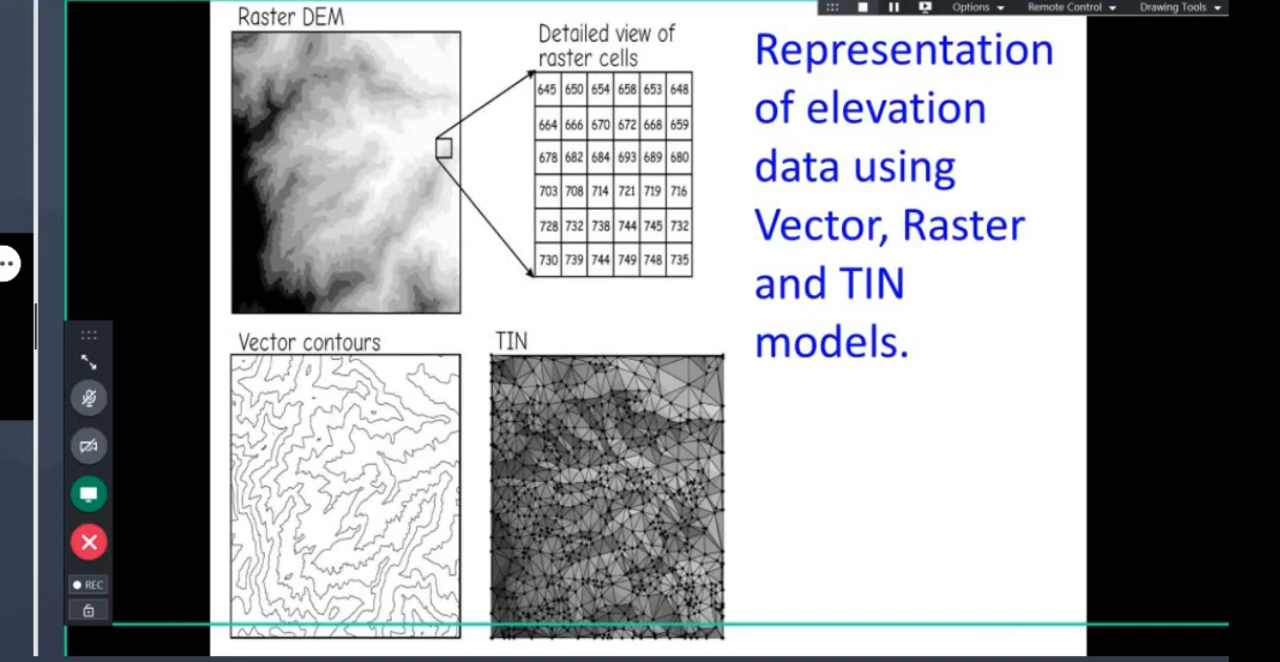 Options
Remote Control
Drawing Tools
Raster DEM
Detailed view of
raster cells
645 650 654 658 653 648
664 666 670 672 668 659
678 682 684 693 689 680
703 708 714 721 719 716
728 732 738 744 745 732
730 739 744 749 748 735
Representation
of elevation
data using
Vector, Raster
and TIN
models.
Vector contours
TIN
REC